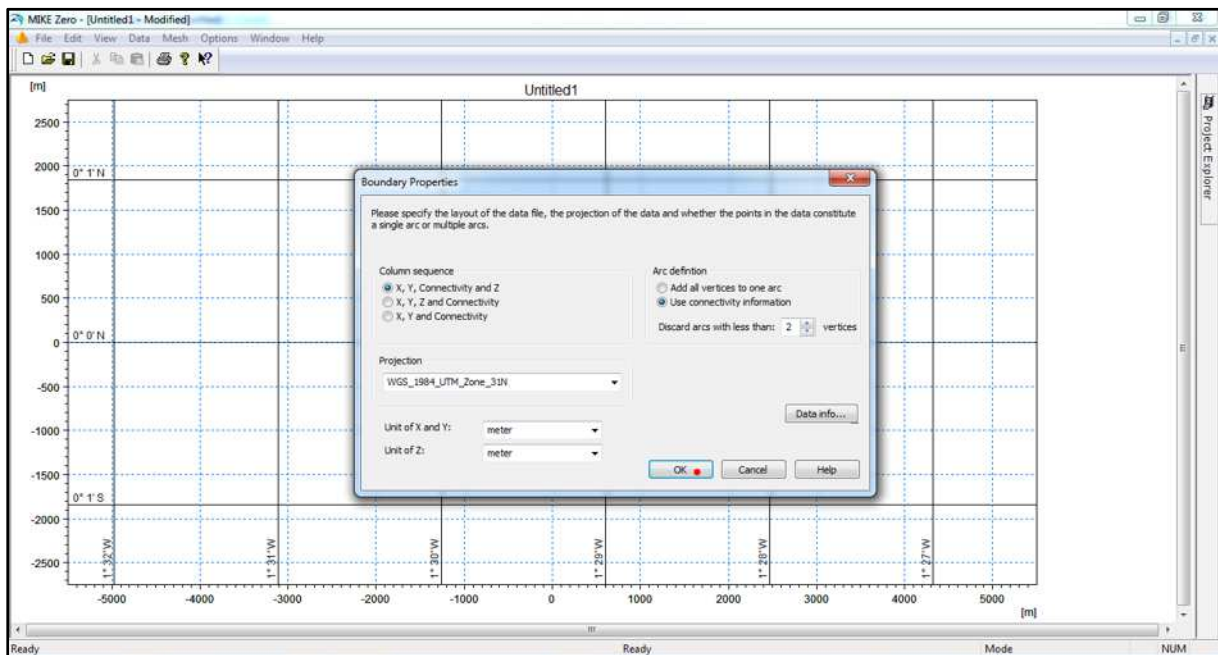 MIKE Zero - [Untitled1 - Modified]
File Edit View Data Mesh Options Window Help
[m]
Untitled1
Project Explorer
2500
2000
0° 1' N
1500
1000
500
0° 0' N
0
-500
-1000
-1500
0° 1' S
-2000
-2500
Boundary Properties
Please specify the layout of the data file, the projection of the data and whether the points in the data constitute
a single arc or multiple arcs.
Column sequence
X, Y, Connectivity and Z
X, Y, Z and Connectivity
X, Y and Connectivity
Arc defintion
Add all vertices to one arc
Use connectivity information
Discard arcs with less than: 2 vertices
Projection
WGS_1984_UTM_Zone_31N
Data info...
Unit of X and Y: meter
Unit of Z: meter
OK Cancel Help
1° 32'W 1° 31'W 1° 30'W 1° 29'W 1° 28'W 1° 27'W
-5000 -4000 -3000 -2000 -1000 0 1000 2000 3000 4000 5000
[m]
Ready Ready Mode NUM